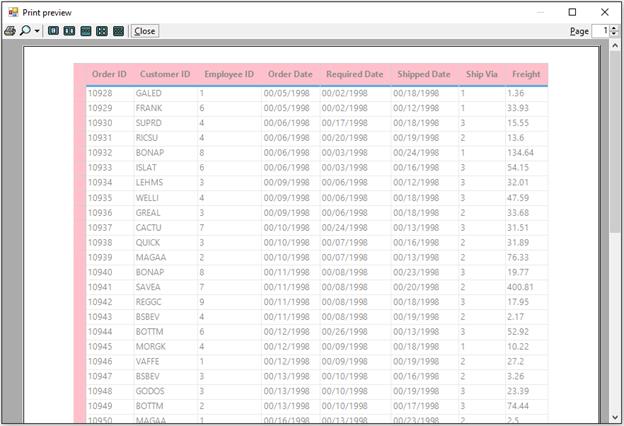 Print preview
Close Page 1
Order ID Customer ID Employee ID Order Date Required Date Shipped Date Ship Via Freight
10928 GALED 1 00/05/1998 00/02/1998 00/18/1998 1 1.36
10929 FRANK 6 00/05/1998 00/02/1998 00/12/1998 1 33.93
10930 SUPRD 4 00/06/1998 00/17/1998 00/18/1998 3 15.55
10931 RICSU 4 00/06/1998 00/20/1998 00/19/1998 2 13.6
10932 BONAP 8 00/06/1998 00/03/1998 00/24/1998 1 134.64
10933 ISLAT 6 00/06/1998 00/03/1998 00/16/1998 3 54.15
10934 LEHMS 3 00/09/1998 00/06/1998 00/12/1998 3 32.01
10935 WELLI 4 00/09/1998 00/06/1998 00/18/1998 3 47.59
10936 GREAL 3 00/09/1998 00/06/1998 00/18/1998 2 33.68
10937 CACTU 7 00/10/1998 00/24/1998 00/13/1998 3 31.51
10938 QUICK 3 00/10/1998 00/07/1998 00/16/1998 2 31.89
10939 MAGAA 2 00/10/1998 00/07/1998 00/13/1998 2 76.33
10940 BONAP 8 00/11/1998 00/08/1998 00/23/1998 3 19.77
10941 SAVEA 7 00/11/1998 00/08/1998 00/20/1998 2 400.81
10942 REGGC 9 00/11/1998 00/08/1998 00/18/1998 3 17.95
10943 BSBEV 4 00/11/1998 00/08/1998 00/19/1998 2 2.17
10944 BOTTM 6 00/12/1998 00/26/1998 00/13/1998 3 52.92
10945 MORGK 4 00/12/1998 00/09/1998 00/18/1998 1 10.22
10946 VAFFE 1 00/12/1998 00/09/1998 00/19/1998 2 27.2
10947 BSBEV 3 00/13/1998 00/10/1998 00/16/1998 2 3.26
10948 GODOS 3 00/13/1998 00/10/1998 00/19/1998 3 23.39
10949 BOTTM 2 00/13/1998 00/10/1998 00/17/1998 3 74.44
10950 MAGAA 1 00/16/1998 00/13/1998 00/23/1998 2 2.5